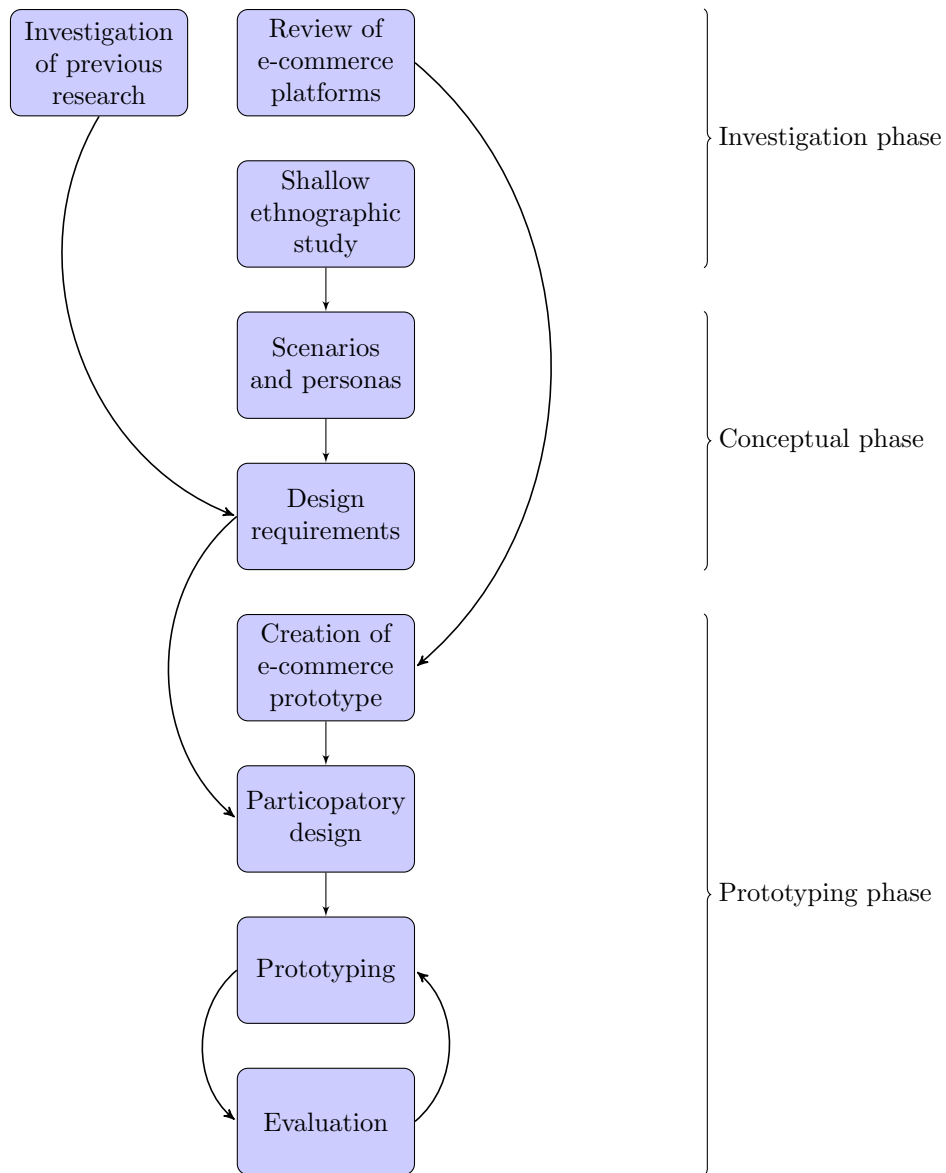 Investigation
of previous
research
Review of
e-commerce
platforms
Investigation phase
Shallow
ethnographic
study
Scenarios
and personas
Conceptual phase
Design
requirements
Creation of
e-commerce
prototype
Particopatory
design
Prototyping phase
Prototyping
Evaluation